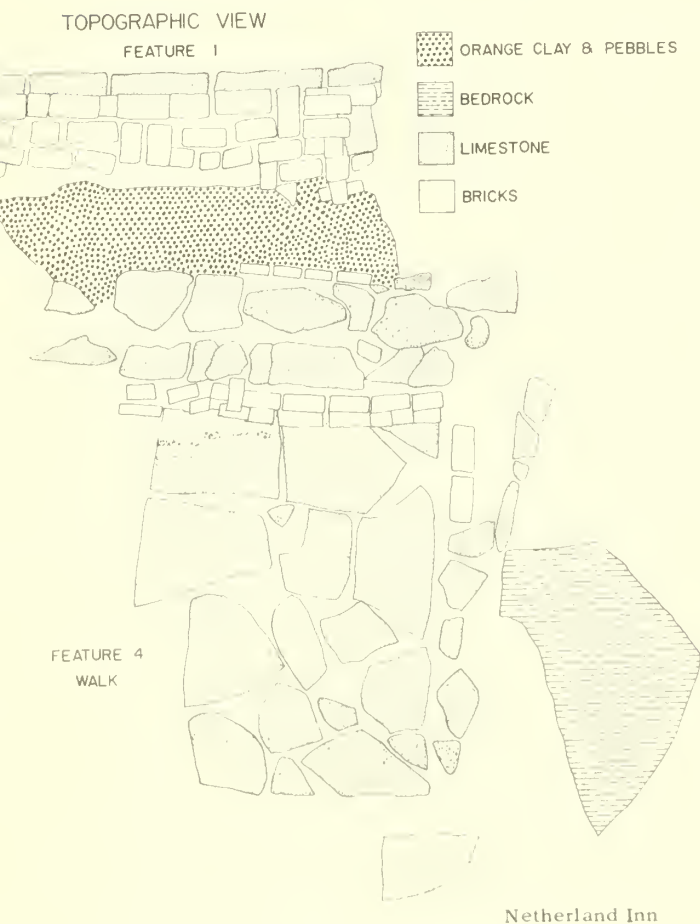 TOPOGRAPHIC VIEW
FEATURE 1
ORANGE CLAY & PEBBLES
BEDROCK
LIMESTONE
BRICKS
FEATURE 4
WALK
Netherland Inn